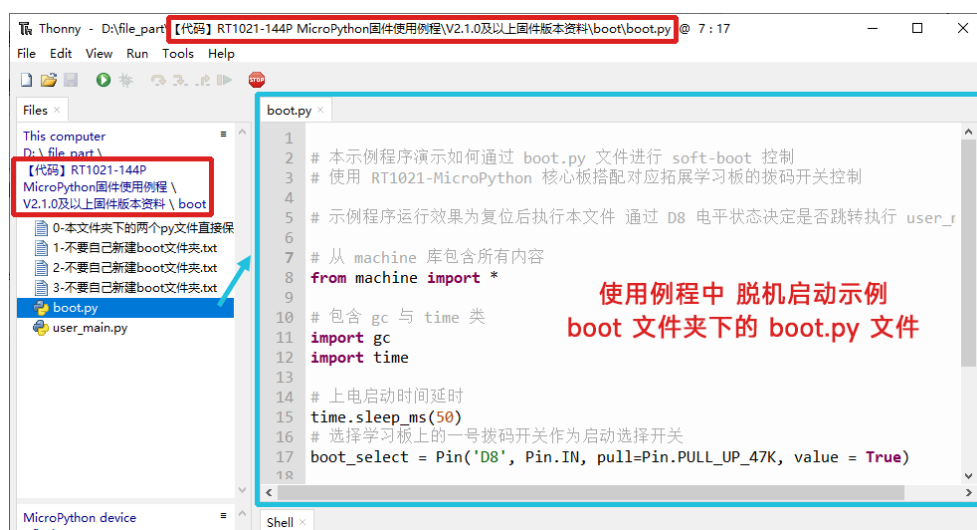 Thonny - D:\file_part\【代码】RT1021-144P MicroPython固件使用例程\V2.1.0及以上固件版本资料\boot\boot.py @ 7:17
File Edit View Run Tools Help
STOP
Files
This computer
D:\ file_part \
【代码】RT1021-144P
MicroPython固件使用例程 \
V2.1.0及以上固件版本资料 \ boot
0-本文件夹下的两个py文件直接保
1-不要自己新建boot文件夹.txt
2-不要自己新建boot文件夹.txt
3-不要自己新建boot文件夹.txt
boot.py
user_main.py
MicroPython device
boot.py
1
2 # 本示例程序演示如何通过 boot.py 文件进行 soft-boot 控制
3 # 使用 RT1021-MicroPython 核心板搭配对应拓展学习板的拨码开关控制
4
5 # 示例程序运行效果为复位后执行本文件 通过 D8 电平状态决定是否跳转执行
6
7 # 从 machine 库包含所有内容
8 from machine import *
9
10 # 包含 gc 与 time 类
11 import gc
12 import time
13
14 # 上电启动时间延时
15 time.sleep_ms(50)
16 # 选择学习板上的一号拨码开关作为启动选择开关
17 boot_select = Pin('D8', Pin.IN, pull=Pin.PULL_UP_47K, value = True)
18
使用例程中 脱机启动示例
boot 文件夹下的 boot.py 文件
Shell